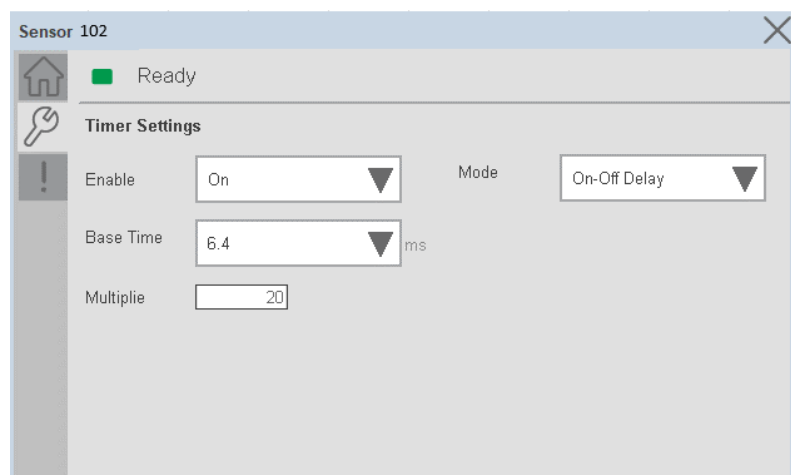 Sensor 102
Ready
Timer Settings
Enable On Mode On-Off Delay
Base Time 6.4 ms
Multiplie 20